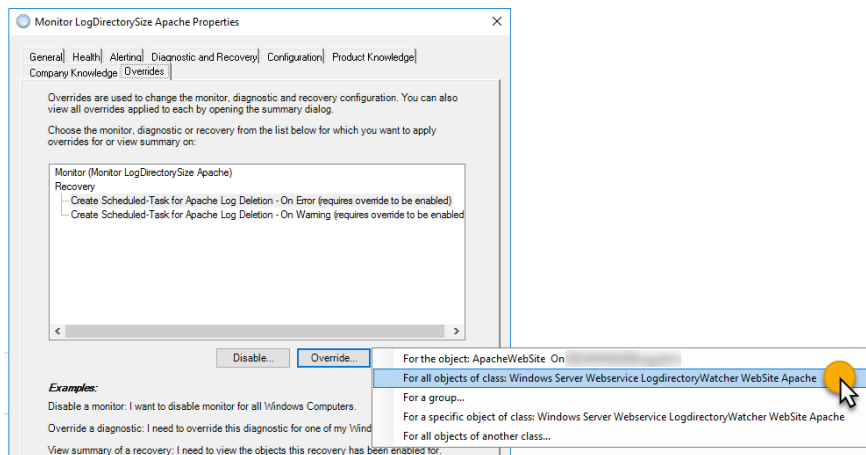 Monitor LogDirectorySize Apache Properties
General Health Alerting Diagnostic and Recovery Configuration Product Knowledge
Company Knowledge Overrides
Overrides are used to change the monitor, diagnostic and recovery configuration. You can also
view all overrides applied to each by opening the summary dialog.
Choose the monitor, diagnostic or recovery from the list below for which you want to apply
overrides for or view summary on:
Monitor (Monitor LogDirectorySize Apache)
Recovery
Create Scheduled-Task for Apache Log Deletion - On Error (requires override to be enabled)
Create Scheduled-Task for Apache Log Deletion - On Warning (requires override to be enabled
Disable... Override...
For the object: ApacheWebSite On
For all objects of class: Windows Server Webservice LogdirectoryWatcher WebSite Apache
For a group...
For a specific object of class: Windows Server Webservice LogdirectoryWatcher WebSite Apache
For all objects of another class...
Examples:
Disable a monitor: I want to disable monitor for all Windows Computers.
Override a diagnostic: I need to override this diagnostic for one of my Wind
View summary of a recovery: I need to view the objects this recovery has been enabled for.